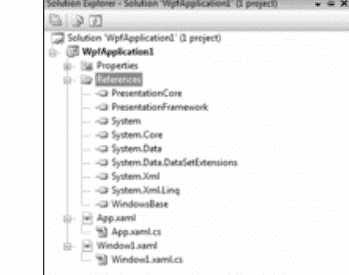 Solution Explorer - Solution 'WpfApplication1' (1 project)
Solution 'WpfApplication1' (1 project)
WpfApplication1
Properties
References
PresentationCore
PresentationFramework
System
System.Core
System.Data
System.Data.DataSetExtensions
System.Xml
System.Xml.Linq
WindowsBase
App.xaml
App.xaml.cs
Window1.xaml
Window1.xaml.cs